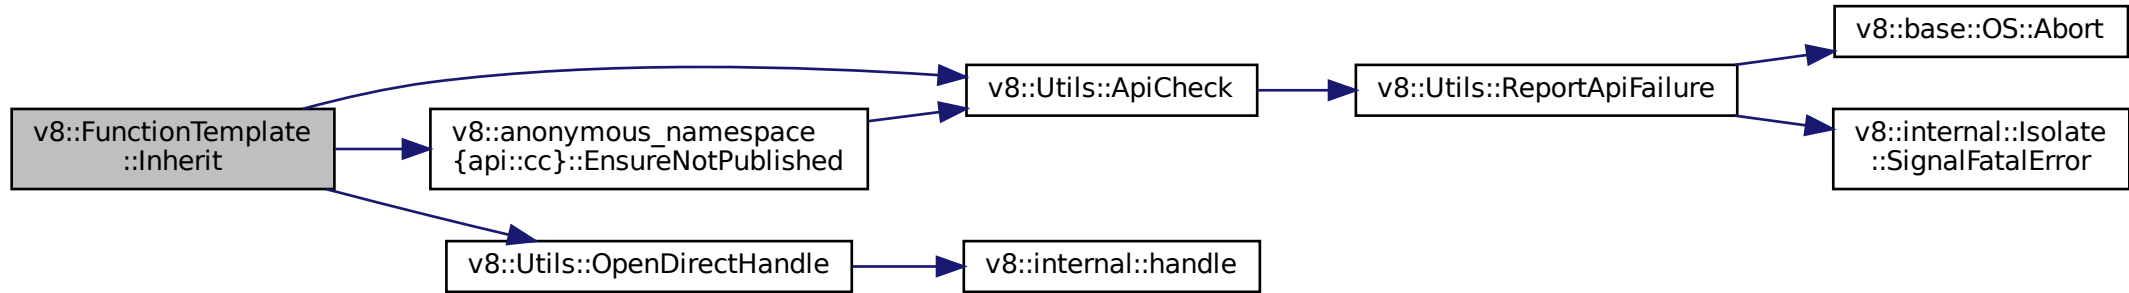 v8::FunctionTemplate
::Inherit
v8::anonymous_namespace
{api::cc}::EnsureNotPublished
v8::Utils::OpenDirectHandle
v8::Utils::ApiCheck
v8::internal::handle
v8::Utils::ReportApiFailure
v8::base::OS::Abort
v8::internal::Isolate
::SignalFatalError